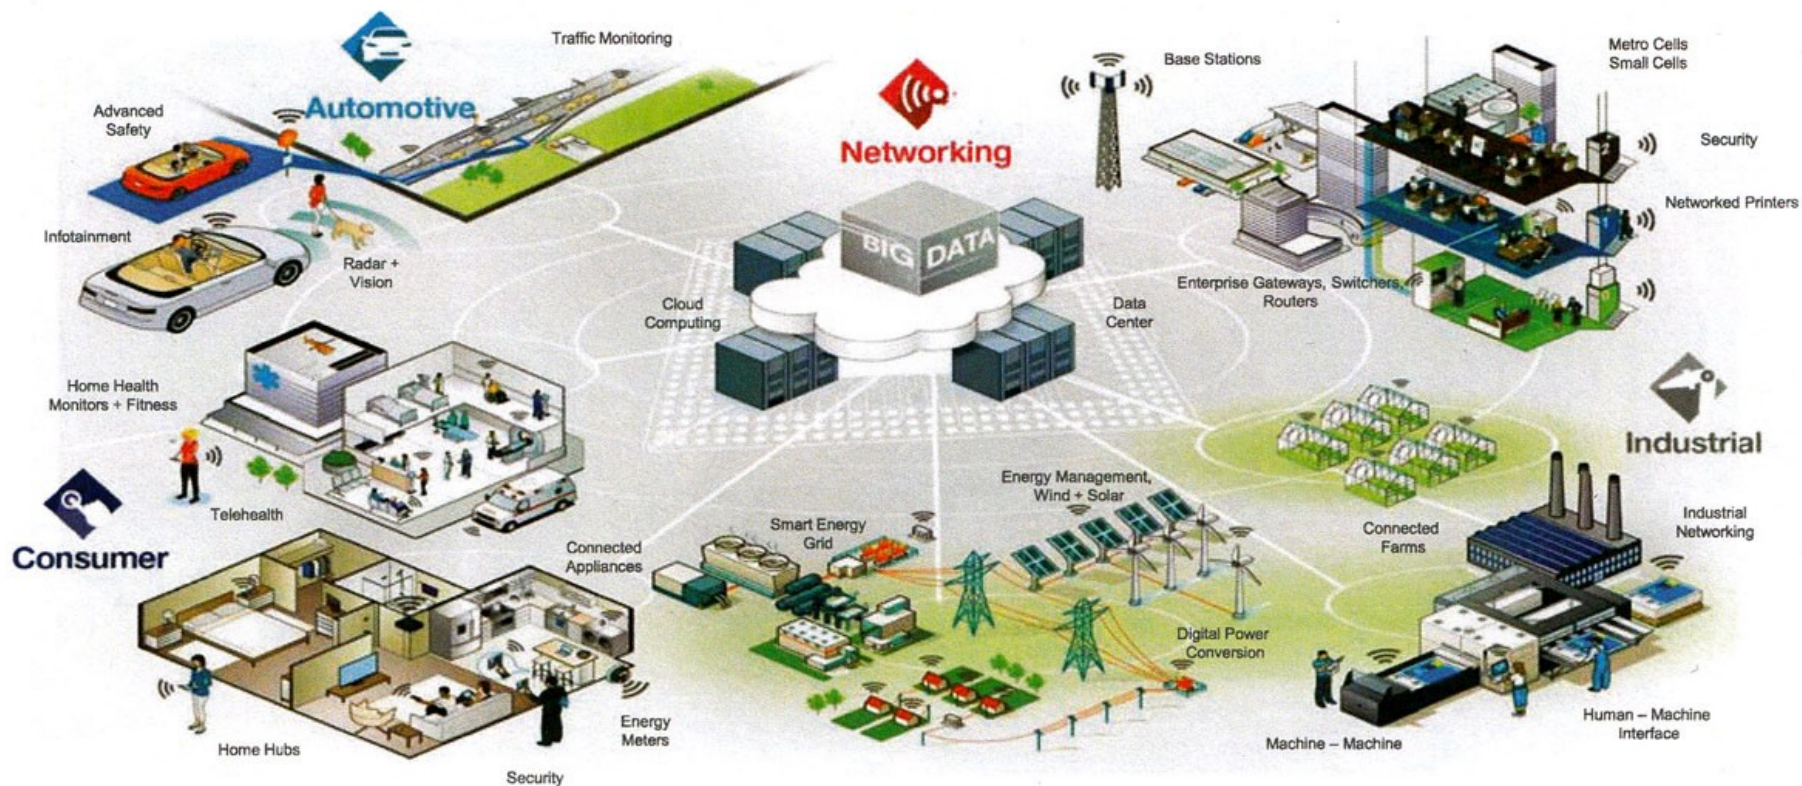 Traffic Monitoring
Automotive
Advanced
Safety
Infotainment
Radar +
Vision
Networking
Base Stations
Metro Cells
Small Cells
Security
Networked Printers
Enterprise Gateways, Switchers,
Routers
BIG DATA
Cloud
Computing
Data
Center
Home Health
Monitors + Fitness
Telehealth
Consumer
Connected
Appliances
Home Hubs
Security
Energy
Meters
Smart Energy
Grid
Energy Management,
Wind + Solar
Digital Power
Conversion
Industrial
Connected
Farms
Industrial
Networking
Machine – Machine
Human – Machine
Interface